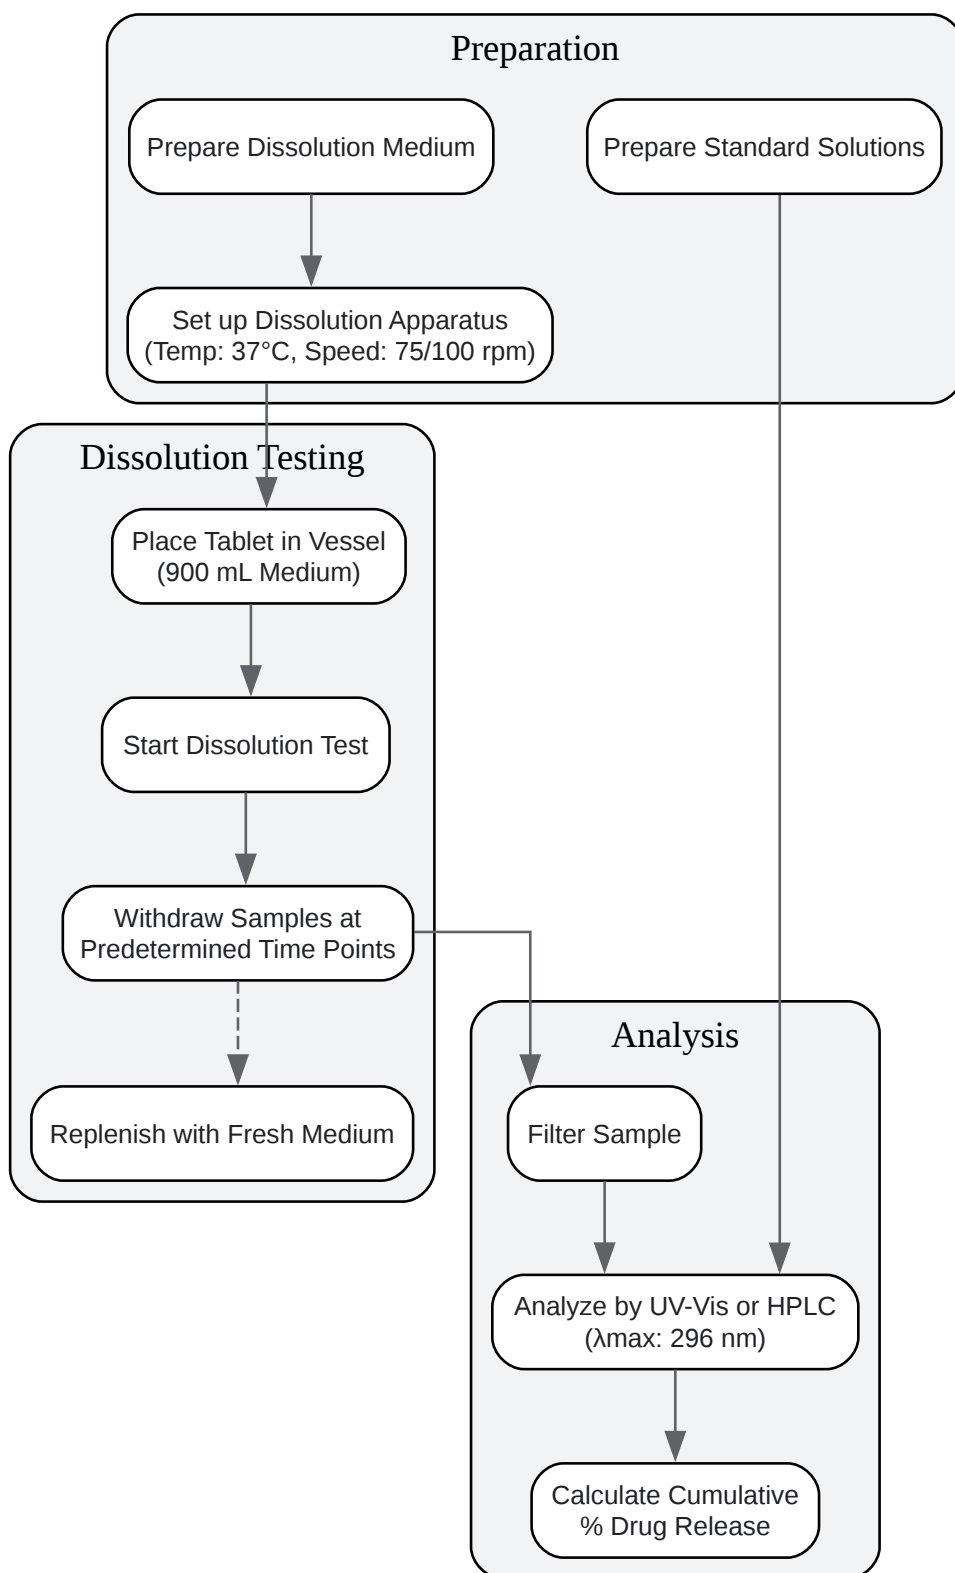 Preparation
Prepare Dissolution Medium
Prepare Standard Solutions
Set up Dissolution Apparatus
(Temp: 37°C, Speed: 75/100 rpm)
Dissolution Testing
Place Tablet in Vessel
(900 mL Medium)
Start Dissolution Test
Withdraw Samples at
Predetermined Time Points
Replenish with Fresh Medium
Analysis
Filter Sample
Analyze by UV-Vis or HPLC
(λmax: 296 nm)
Calculate Cumulative
% Drug Release